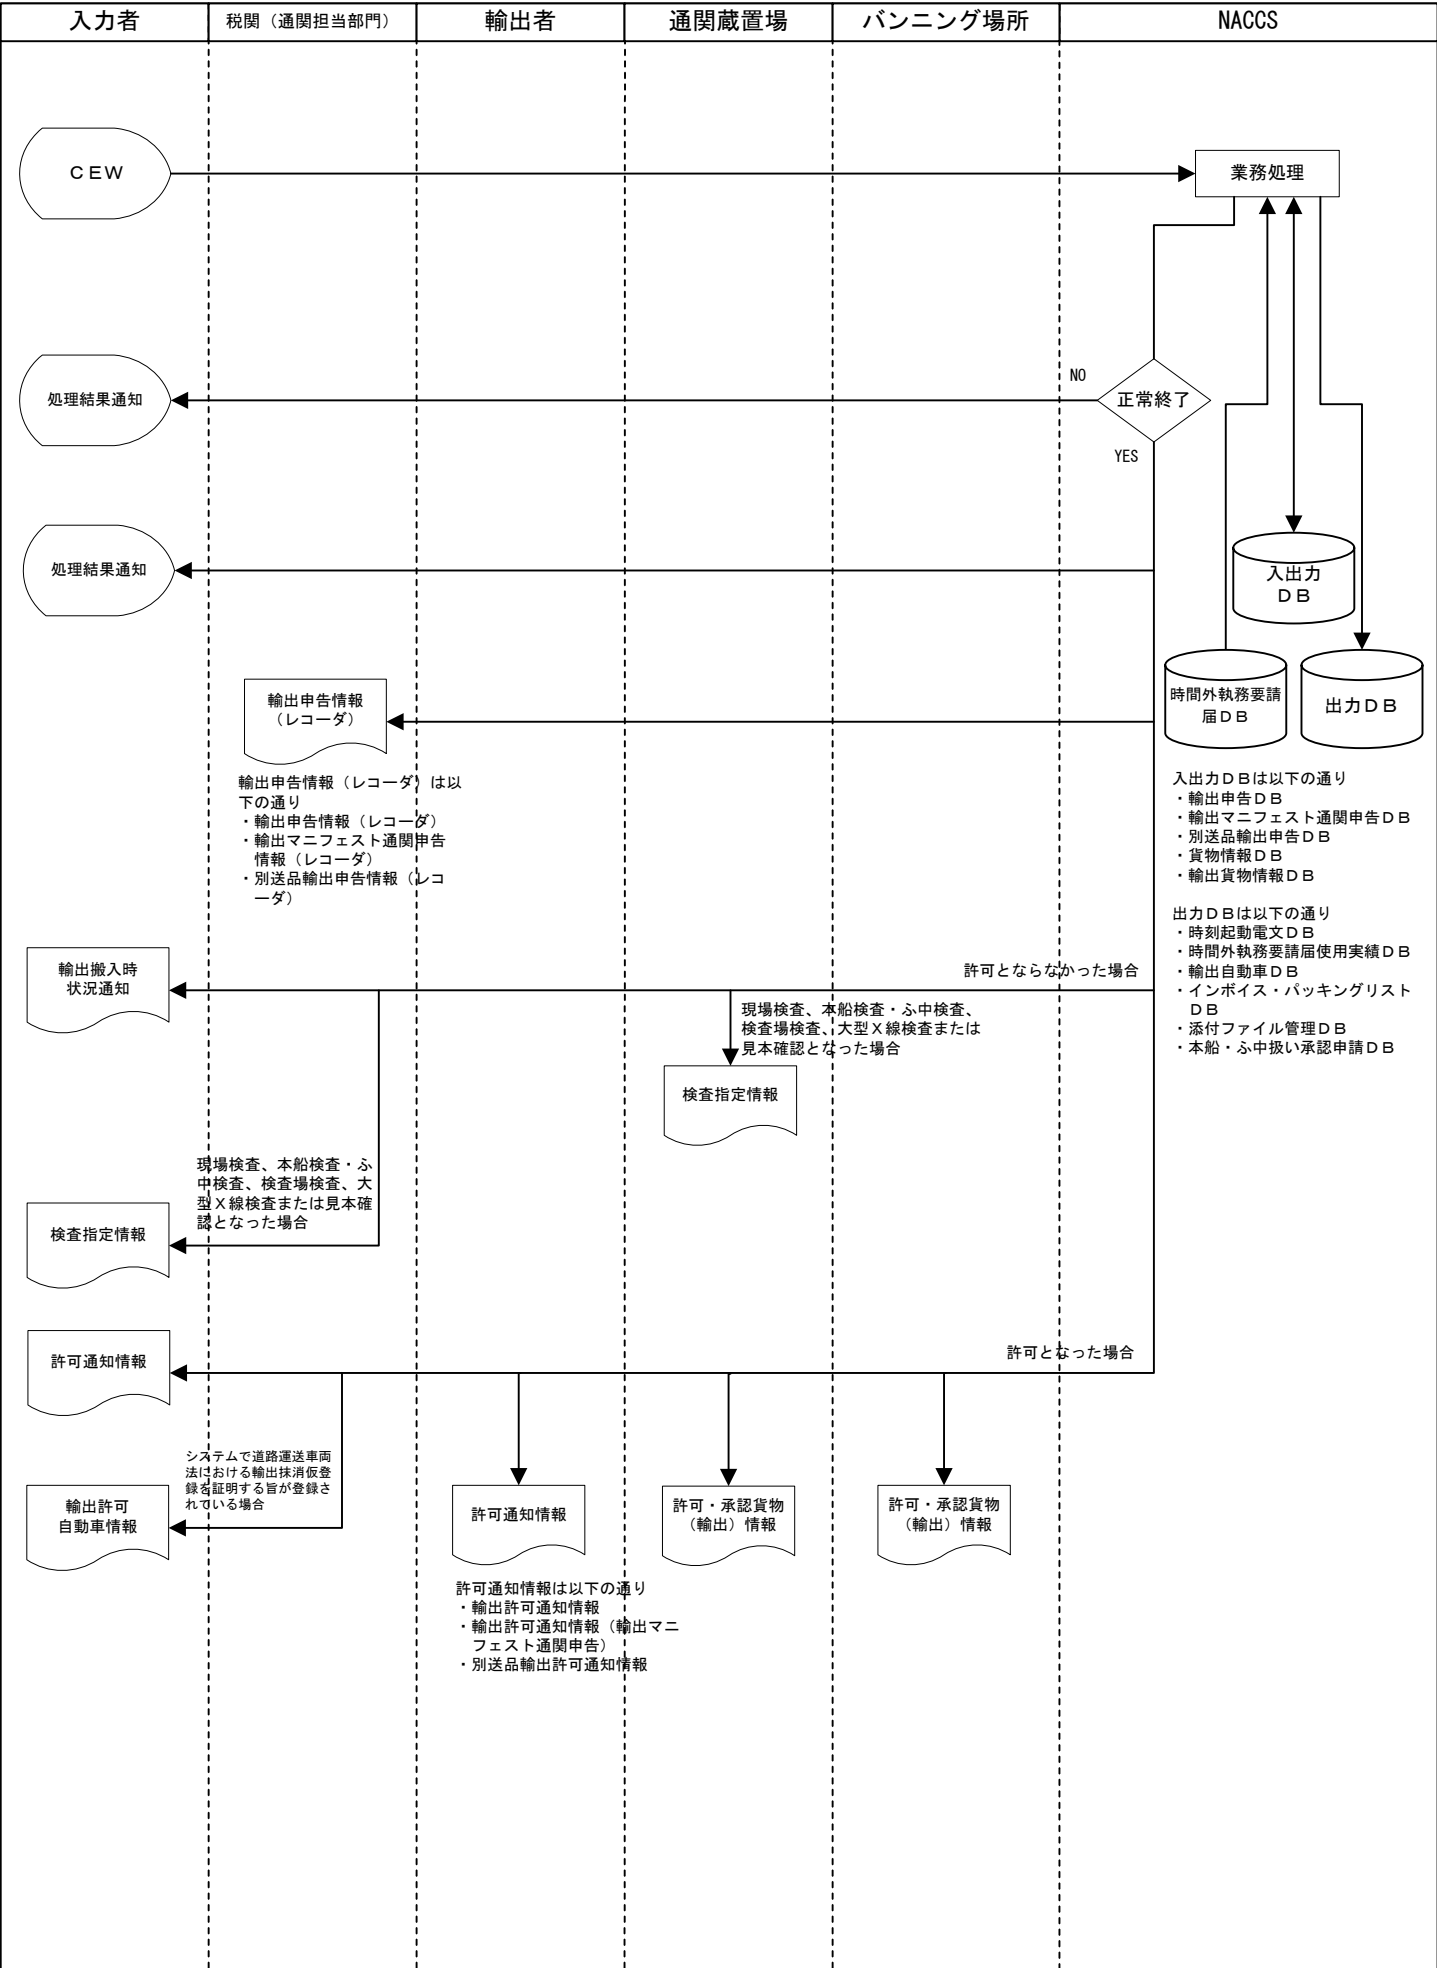 入力者
税関（通関担当部門）
輸出者
通関蔵置場
バンニング場所
NACCS
ＣＥＷ
業務処理
処理結果通知
NO
正常終了
YES
処理結果通知
入出力
ＤＢ
時間外執務要請
届ＤＢ
出力ＤＢ
輸出申告情報
（レコーダ）
輸出申告情報（レコーダ）は以
下の通り
・輸出申告情報（レコーダ）
・輸出マニフェスト通関申告
情報（レコーダ）
・別送品輸出申告情報（レコ
ーダ）
入出力ＤＢは以下の通り
・輸出申告ＤＢ
・輸出マニフェスト通関申告ＤＢ
・別送品輸出申告ＤＢ
・貨物情報ＤＢ
・輸出貨物情報ＤＢ
出力ＤＢは以下の通り
・時刻起動電文ＤＢ
・時間外執務要請届使用実績ＤＢ
・輸出自動車ＤＢ
・インボイス・パッキングリスト
ＤＢ
・添付ファイル管理ＤＢ
・本船・ふ中扱い承認申請ＤＢ
輸出搬入時
状況通知
許可とならなかった場合
現場検査、本船検査・ふ中検査、
検査場検査、大型Ｘ線検査または
見本確認となった場合
検査指定情報
現場検査、本船検査・ふ
中検査、検査場検査、大
型Ｘ線検査または見本確
認となった場合
検査指定情報
許可通知情報
許可となった場合
システムで道路運送車両
法における輸出抹消仮登
録を証明する旨が登録さ
れている場合
輸出許可
自動車情報
許可通知情報
許可・承認貨物
（輸出）情報
許可・承認貨物
（輸出）情報
許可通知情報は以下の通り
・輸出許可通知情報
・輸出許可通知情報（輸出マニ
フェスト通関申告）
・別送品輸出許可通知情報